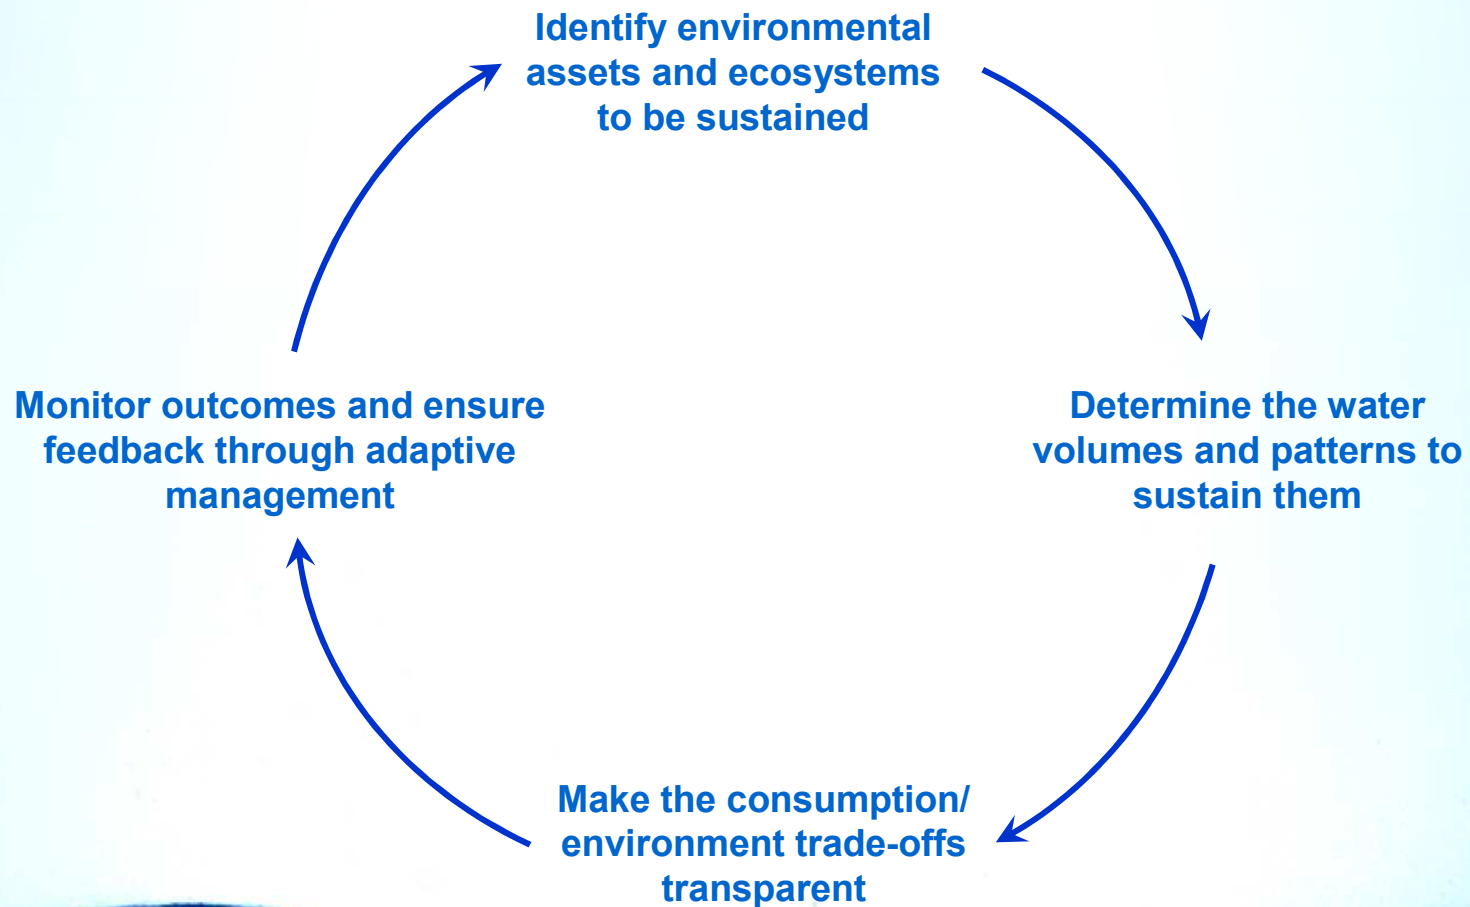 Identify environmental
assets and ecosystems
to be sustained
Determine the water
volumes and patterns to
sustain them
Make the consumption/
environment trade-offs
transparent
Monitor outcomes and ensure
feedback through adaptive
management